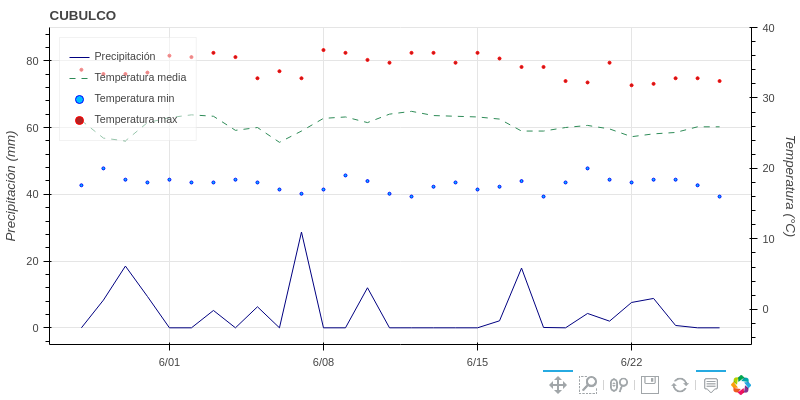 CUBULCO
Precipitación
Temperatura media
Temperatura min
Temperatura max
Precipitación (mm)
80
60
40
20
0
Temperatura (°C)
40
30
20
10
0
6/01 6/08 6/15 6/22